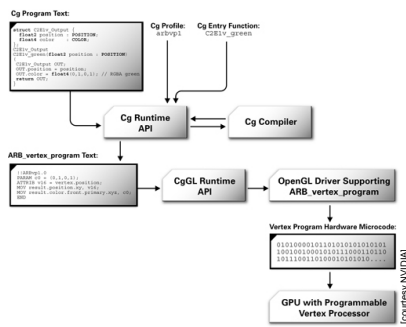 Cg Program Text:
struct C2E1v_Output {
float2 position : POSITION;
float4 color : COLOR;
};
C2E1v_Output
C2E1v_green(float2 position : POSITION)
{
C2E1v_Output OUT;
OUT.position = position;
OUT.color = float4(0,1,0,1); // RGBA green
return OUT;
}
Cg Profile:
arbvp1
Cg Entry Function:
C2E1v_green
Cg Runtime
API
Cg Compiler
ARB_vertex_program Text:
!!ARBvp1.0
PARAM c0 = {0,1,0,1};
ATTRIB v16 = vertex.position;
MOV result.position.xy, v16;
MOV result.color.front.primary.xyz, c0;
END
CgGL Runtime
API
OpenGL Driver Supporting
ARB_vertex_program
Vertex Program Hardware Microcode:
GPU with Programmable
Vertex Processor
[courtesy NVIDIA]